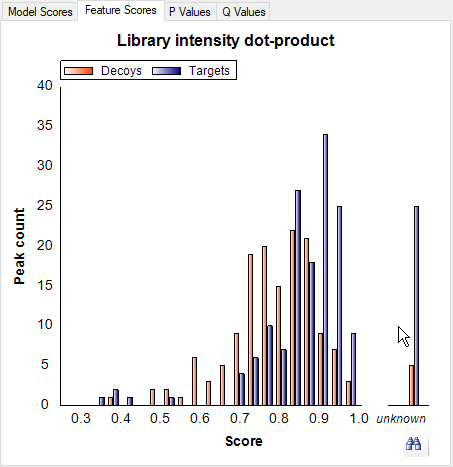 Model Scores Feature Scores P Values Q Values
Library intensity dot-product
Decoys Targets
40
35
30
25
20
15
10
5
0
Peak count
0.3 0.4 0.5 0.6 0.7 0.8 0.9 1.0 unknown
Score